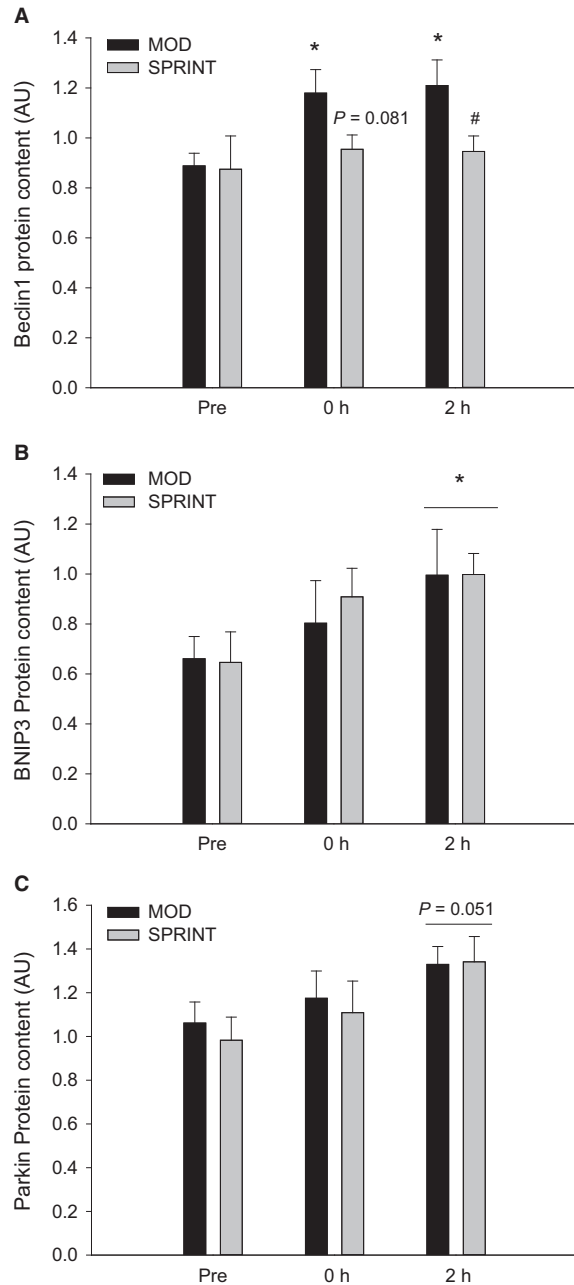 A
Beclin1 protein content (AU)
1.4
1.2
1.0
0.8
0.6
0.4
0.2
0.0
MOD
SPRINT
*
*
P = 0.081
#
Pre
0 h
2 h
B
BNIP3 Protein content (AU)
1.4
1.2
1.0
0.8
0.6
0.4
0.2
0.0
MOD
SPRINT
*
Pre
0 h
2 h
C
Parkin Protein content (AU)
1.6
1.4
1.2
1.0
0.8
0.6
0.4
0.2
0.0
MOD
SPRINT
P = 0.051
Pre
0 h
2 h